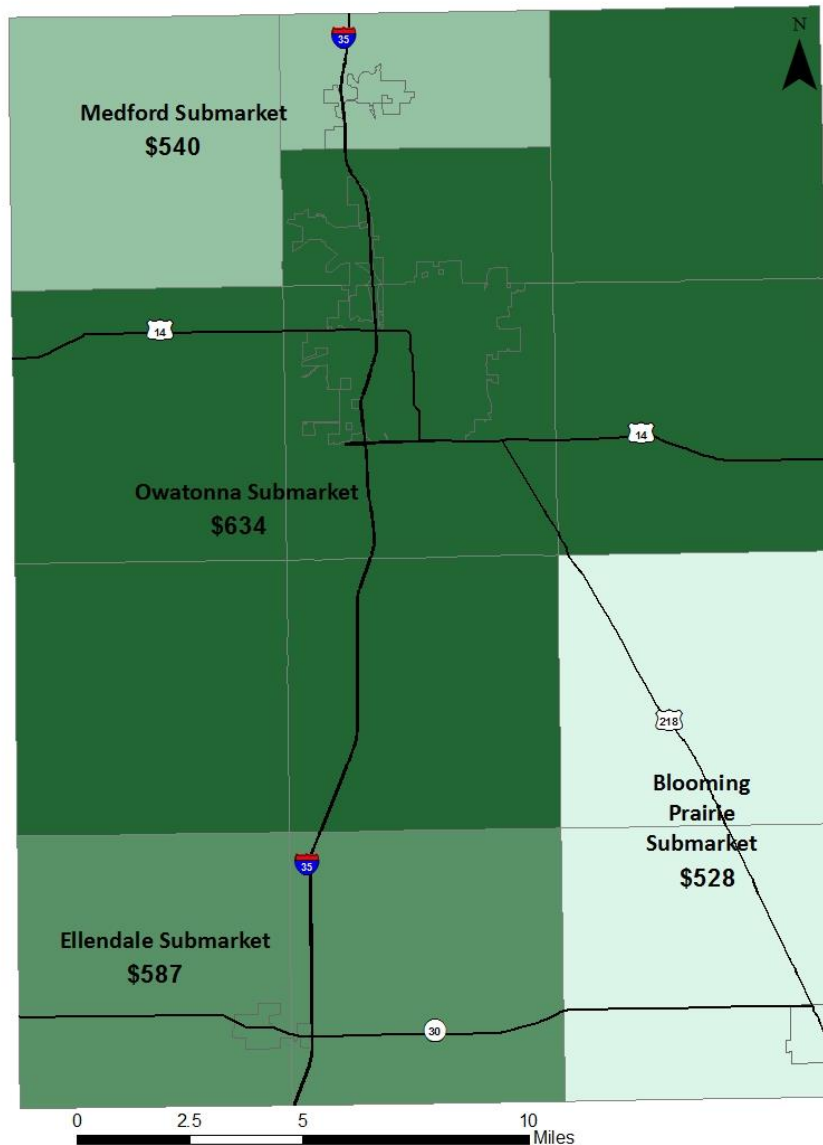 N
35
Medford Submarket
$540
14
14
Owatonna Submarket
$634
218
Blooming
Prairie
Submarket
$528
35
Ellendale Submarket
$587
30
0 2.5 5 10
Miles